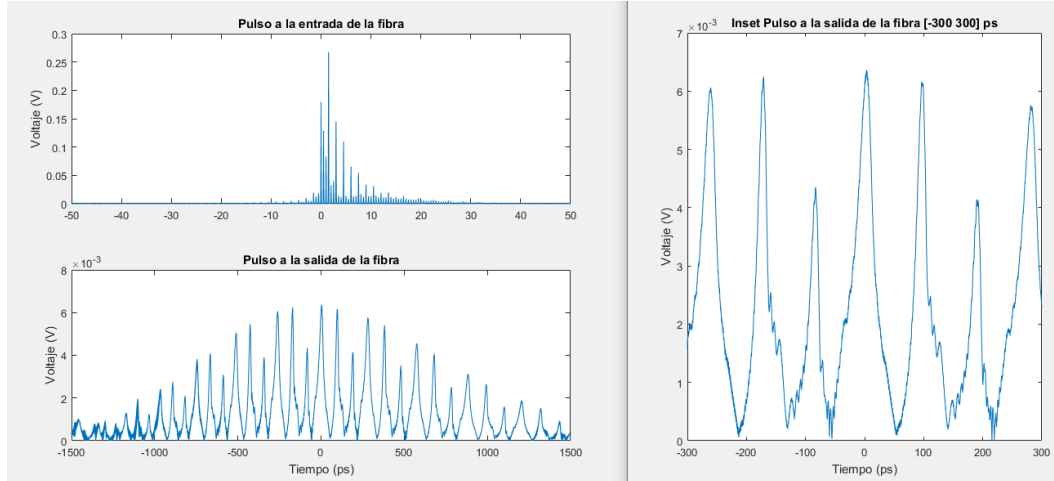 Pulso a la entrada de la fibra
0.3
0.25
0.2
0.15
0.1
0.05
0
Voltaje (V)
-50 -40 -30 -20 -10 0 10 20 30 40 50
Pulso a la salida de la fibra
×10⁻³
8
6
4
2
0
Voltaje (V)
-1500 -1000 -500 0 500 1000 1500
Tiempo (ps)
Inset Pulso a la salida de la fibra [-300 300] ps
×10⁻³
7
6
5
4
3
2
1
0
Voltaje (V)
-300 -200 -100 0 100 200 300
Tiempo (ps)